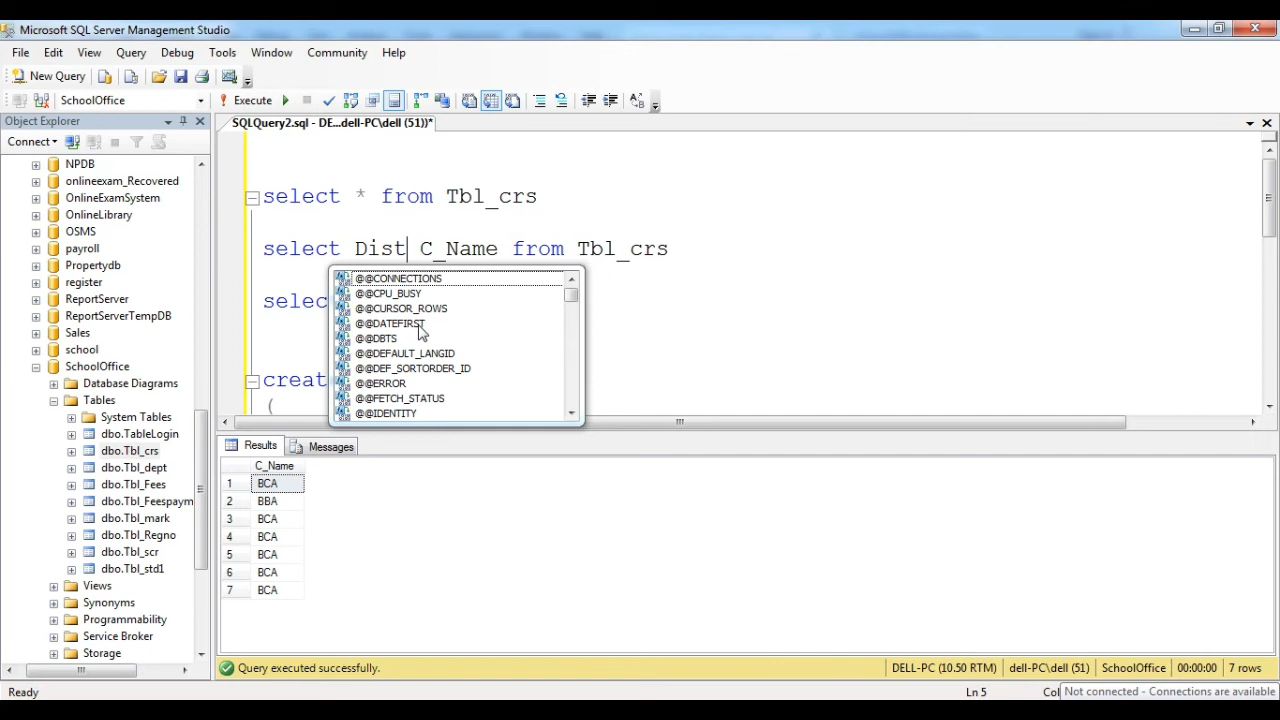 Microsoft SQL Server Management Studio
File Edit View Query Debug Tools Window Community Help
New Query
SchoolOffice Execute
Object Explorer
SQLQuery2.sql - DE...dell-PC\dell (51))*
Connect
NPDB
onlineexam_Recovered
OnlineExamSystem
OnlineLibrary
OSMS
payroll
Propertydb
register
ReportServer
ReportServerTempDB
Sales
school
SchoolOffice
Database Diagrams
Tables
System Tables
dbo.TableLogin
dbo.Tbl_crs
dbo.Tbl_dept
dbo.Tbl_Fees
dbo.Tbl_Feespaym
dbo.Tbl_mark
dbo.Tbl_Regno
dbo.Tbl_scr
dbo.Tbl_std1
Views
Synonyms
Programmability
Service Broker
Storage
select * from Tbl_crs
select Dist C_Name from Tbl_crs
selec
creat
(
@@CONNECTIONS
@@CPU_BUSY
@@CURSOR_ROWS
@@DATEFIRST
@@DBTS
@@DEFAULT_LANGID
@@DEF_SORTORDER_ID
@@ERROR
@@FETCH_STATUS
@@IDENTITY
Results Messages
C_Name
1 BCA
2 BBA
3 BCA
4 BCA
5 BCA
6 BCA
7 BCA
Query executed successfully. DELL-PC (10.50 RTM) dell-PC\dell (51) SchoolOffice 00:00:00 7 rows
Ready Ln 5 Col Not connected - Connections are available